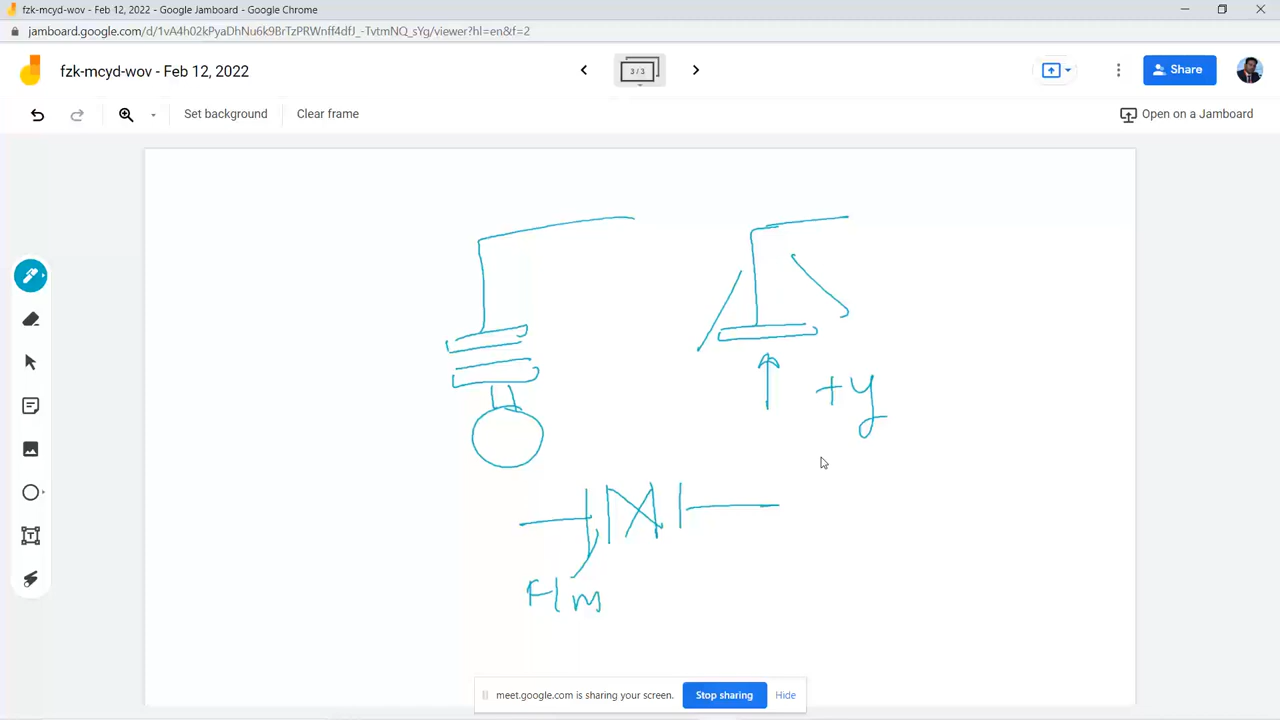 fzk-mcyd-wov - Feb 12, 2022 - Google Jamboard - Google Chrome
jamboard.google.com/d/1vA4h02kPyaDhNu6k9BrTzPRWnff4dfJ_-TvtmNQ_sYg/viewer?hl=en&f=2
fzk-mcyd-wov - Feb 12, 2022
3 / 3
Share
Set background
Clear frame
Open on a Jamboard
+y
meet.google.com is sharing your screen.
Stop sharing
Hide